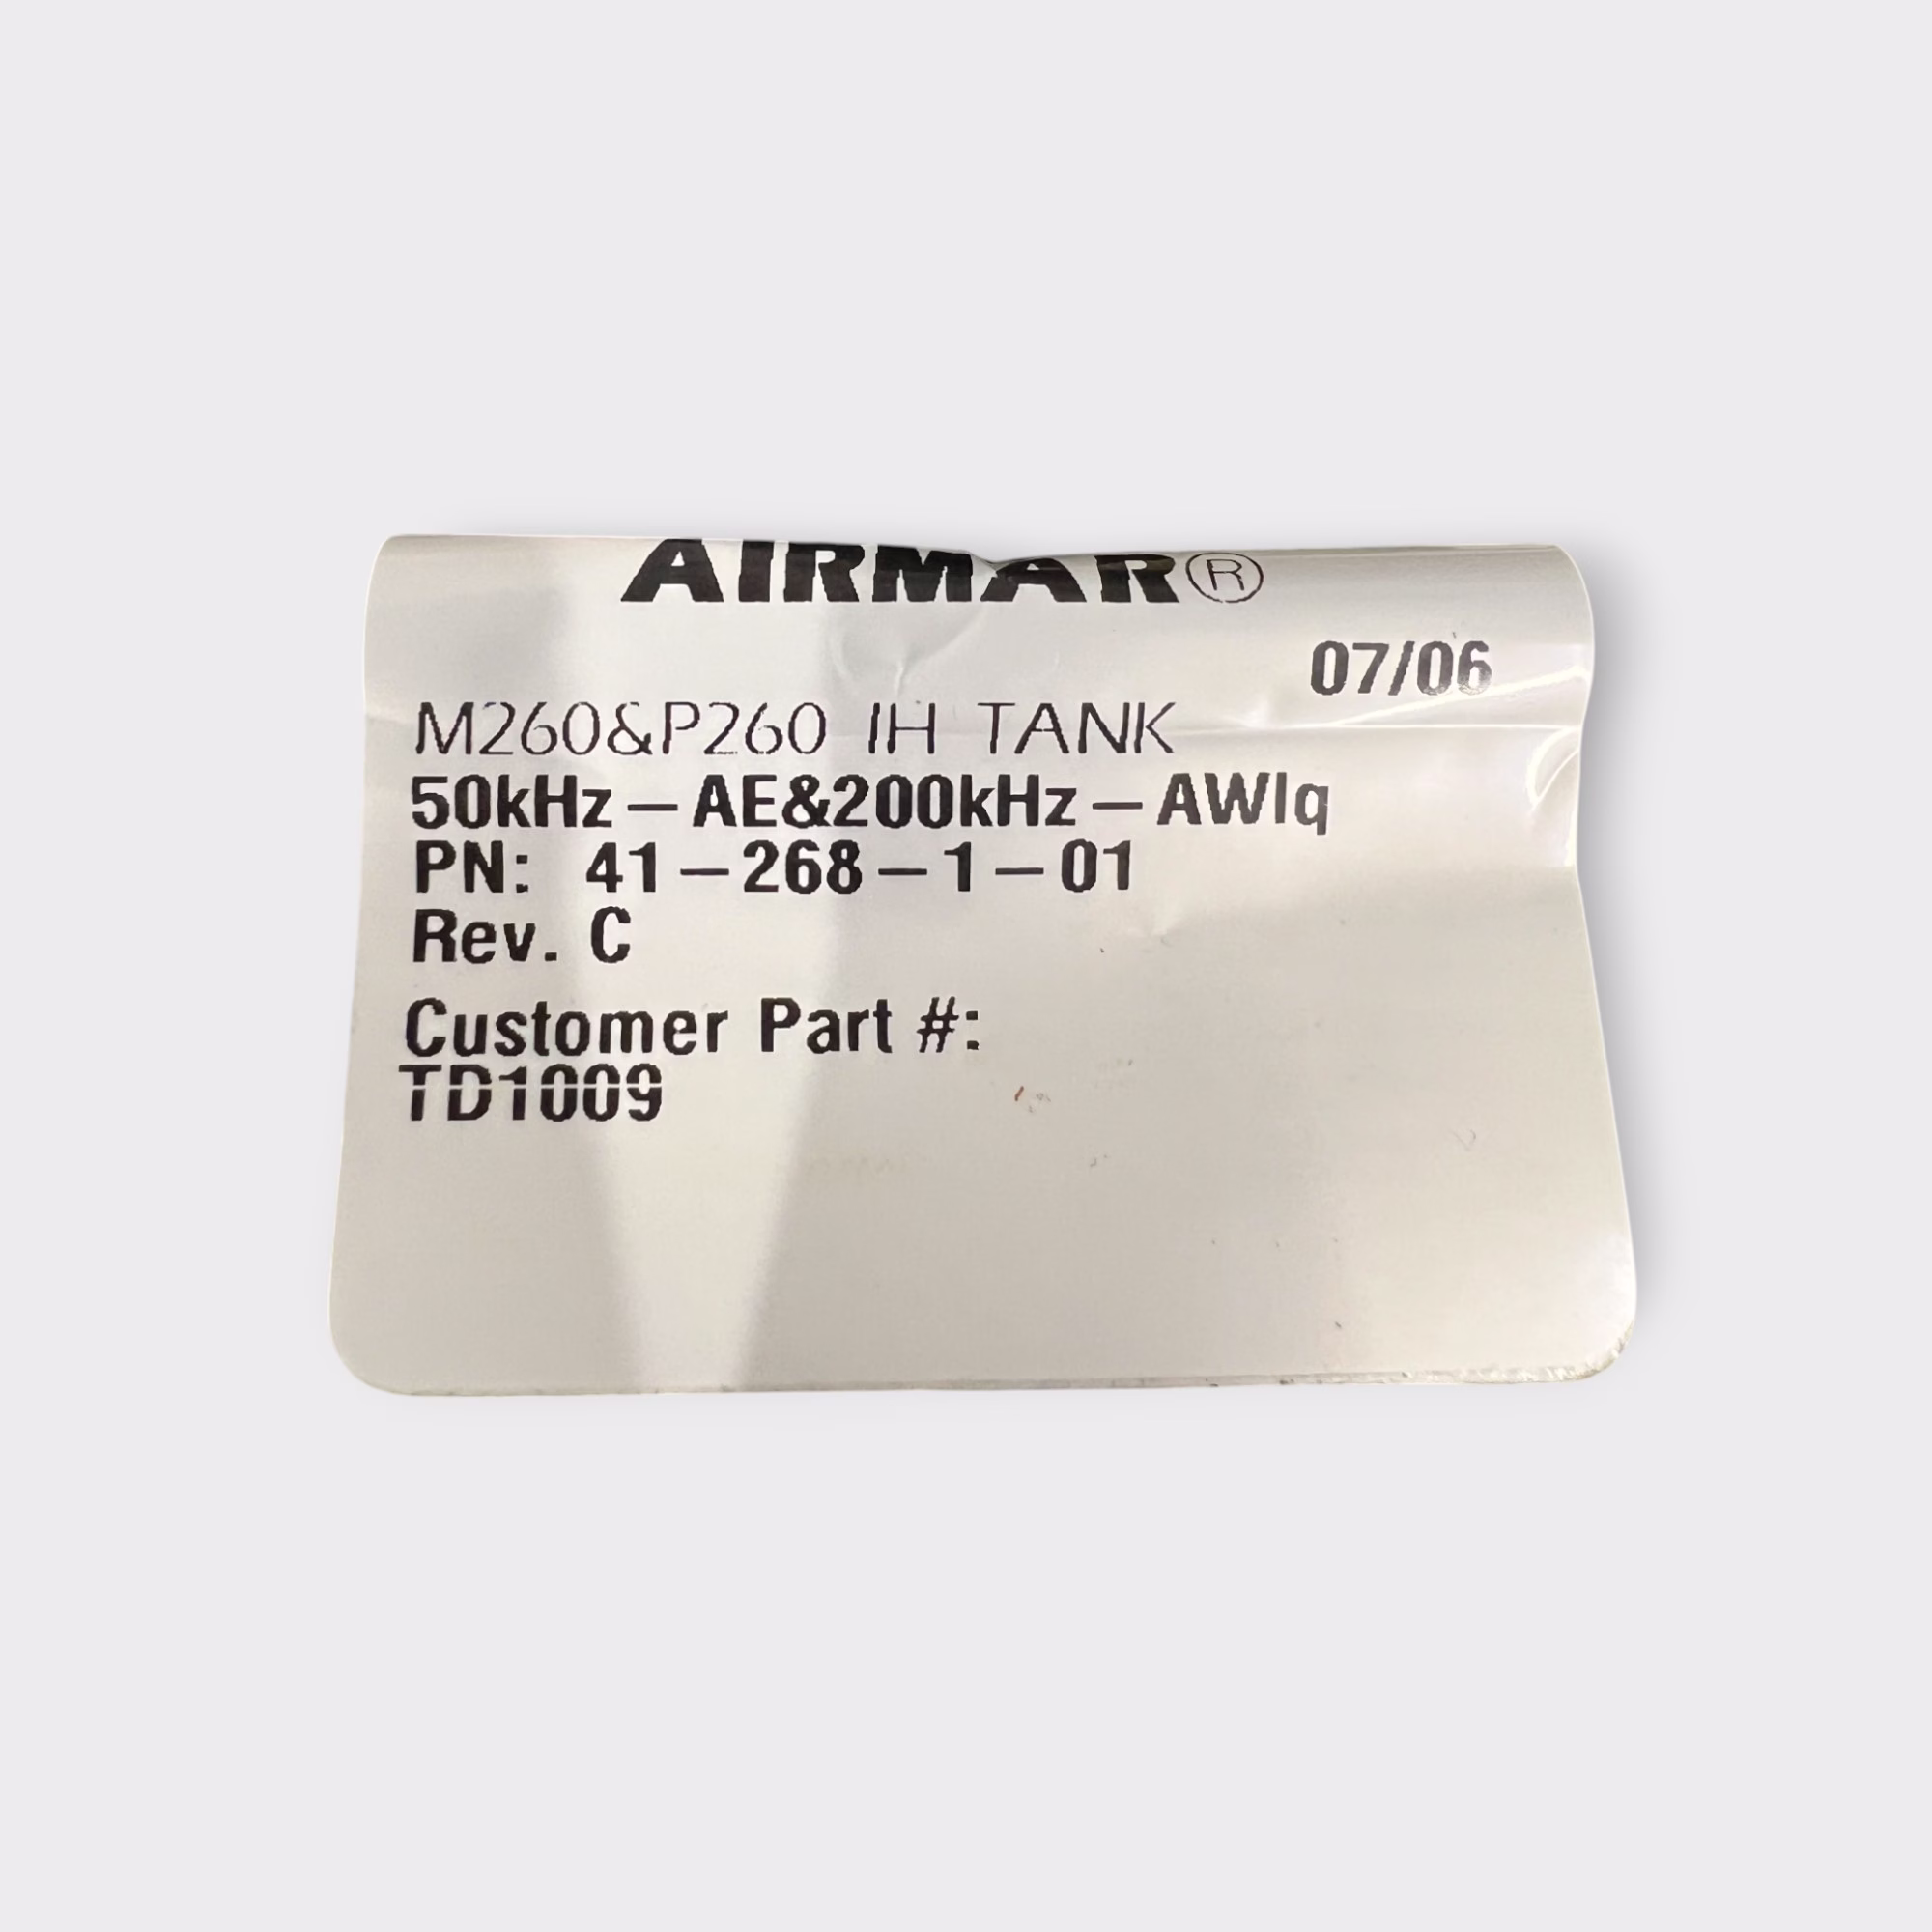 AIRMAR®
07/06
M260&P260 IH TANK
50kHz-AE&200kHz-AWIq
PN: 41-268-1-01
Rev. C
Customer Part #:
TD1009